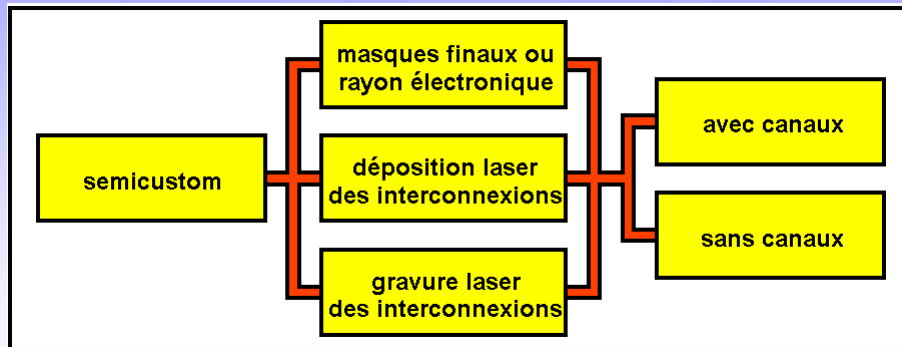 semicustom
masques finaux ou
rayon électronique
déposition laser
des interconnexions
gravure laser
des interconnexions
avec canaux
sans canaux